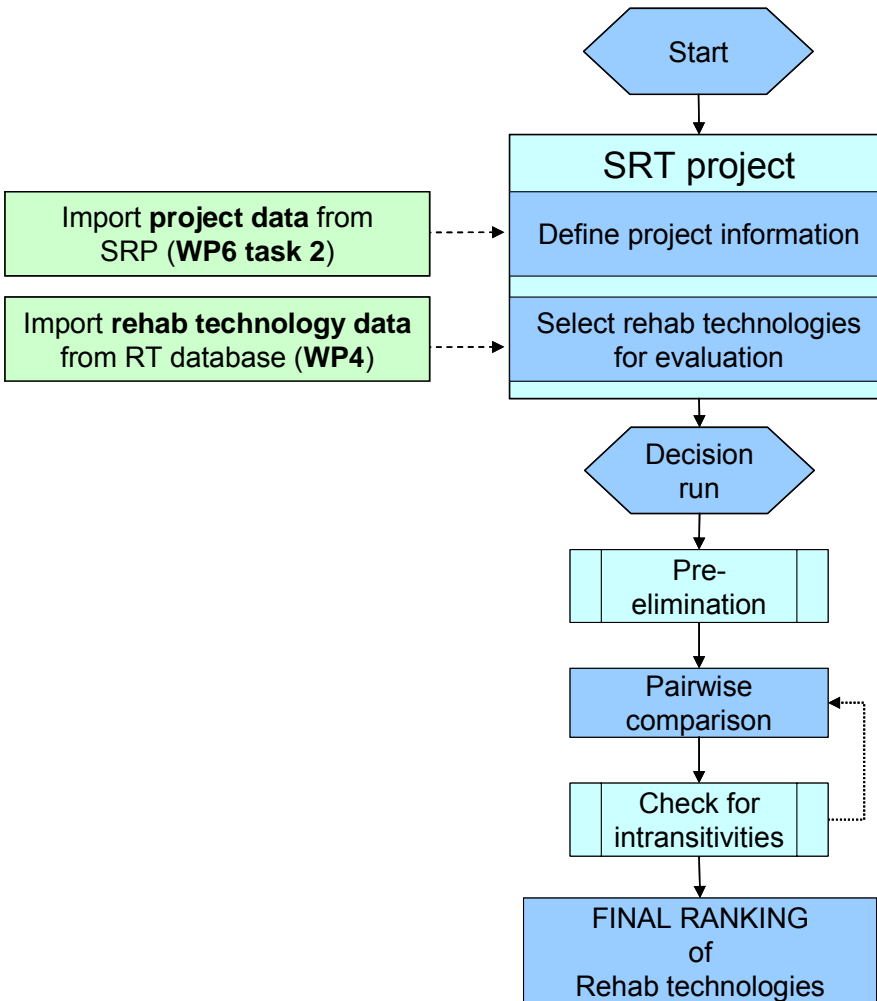 Start
SRT project
Import project data from
SRP (WP6 task 2)
Define project information
Import rehab technology data
from RT database (WP4)
Select rehab technologies
for evaluation
Decision
run
Pre-
elimination
Pairwise
comparison
Check for
intransitivities
FINAL RANKING
of
Rehab technologies